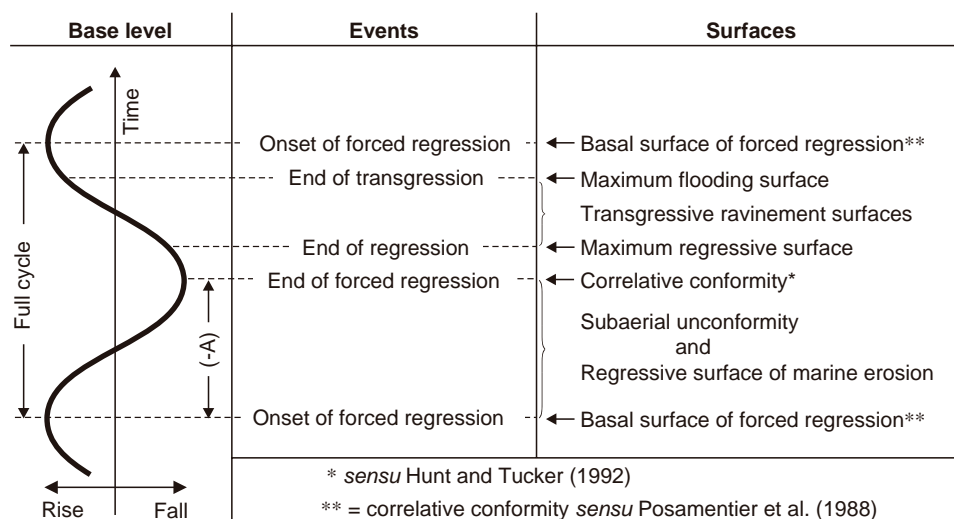 Base level
Events
Surfaces
Time
Onset of forced regression
Basal surface of forced regression**
End of transgression
Maximum flooding surface
Transgressive ravinement surfaces
End of regression
Maximum regressive surface
End of forced regression
Correlative conformity*
Full cycle
(-A)
Subaerial unconformity
and
Regressive surface of marine erosion
Onset of forced regression
Basal surface of forced regression**
Rise
Fall
* sensu Hunt and Tucker (1992)
** = correlative conformity sensu Posamentier et al. (1988)